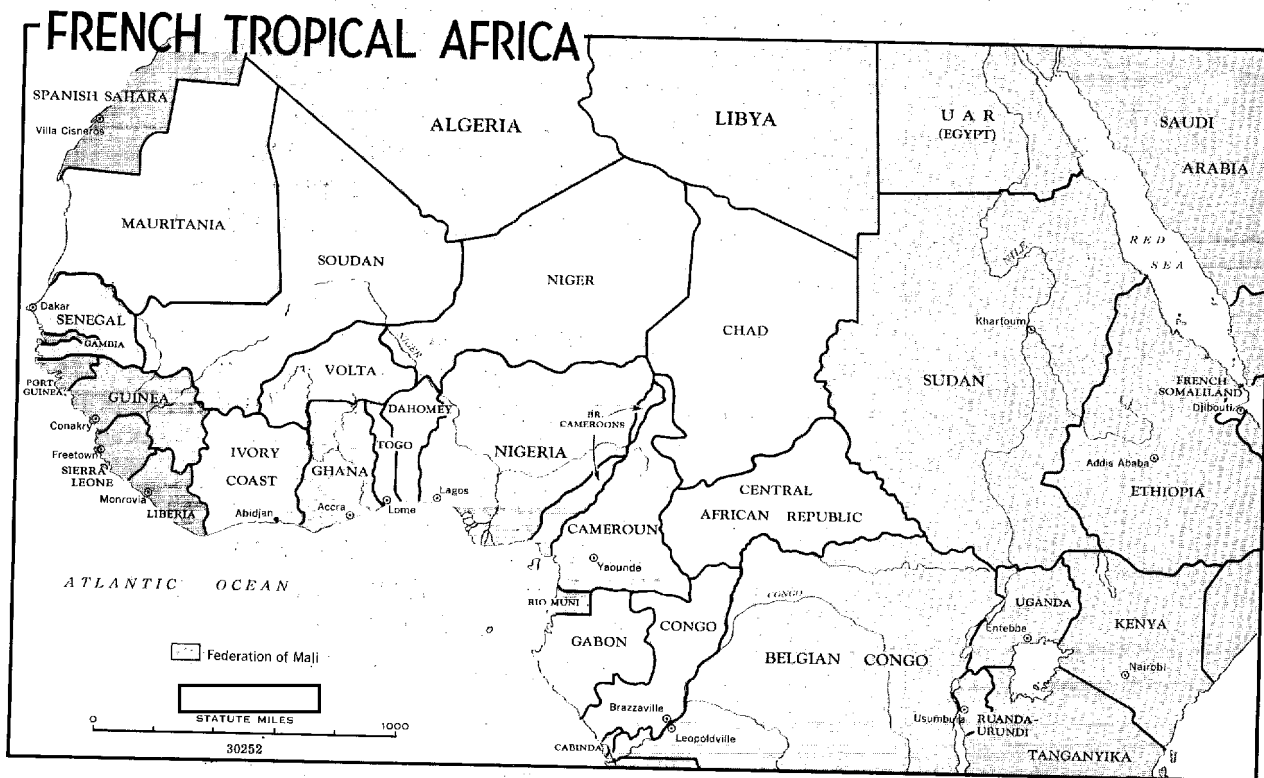 FRENCH TROPICAL AFRICA
SPANISH SAHARA
Villa Cisneros
ALGERIA
LIBYA
U A R
(EGYPT)
SAUDI
ARABIA
MAURITANIA
SOUDAN
NIGER
CHAD
RED
SEA
NILE
Khartoum
SUDAN
Dakar
SENEGAL
GAMBIA
PORT.
GUINEA
GUINEA
Conakry
Freetown
SIERRA
LEONE
Monrovia
LIBERIA
IVORY
COAST
Abidjan
VOLTA
NIGER
DAHOMEY
TOGO
GHANA
Accra
Lome
Lagos
NIGERIA
BR.
CAMEROONS
CAMEROUN
Yaounde
CENTRAL
AFRICAN REPUBLIC
FRENCH
SOMALILAND
Djibouti
Addis Ababa
ETHIOPIA
ATLANTIC OCEAN
RIO MUNI
GABON
CONGO
CONGO
BELGIAN CONGO
UGANDA
Entebbe
KENYA
Nairobi
Brazzaville
Leopoldville
CABINDA
Usumbura
RUANDA-
URUNDI
TANGANYIKA
Federation of Mali
STATUTE MILES
0 1000
30252